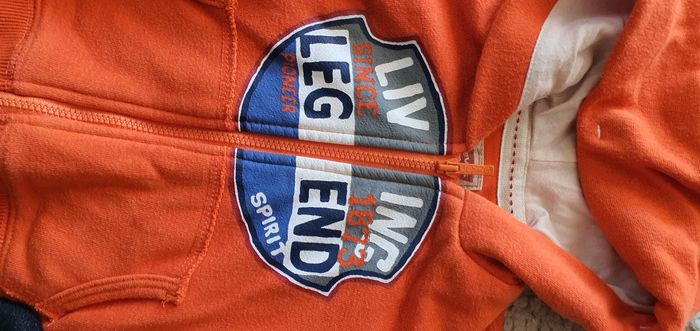 LIV ING
SINCE 1873
LEG END
PIONEER SPIRIT